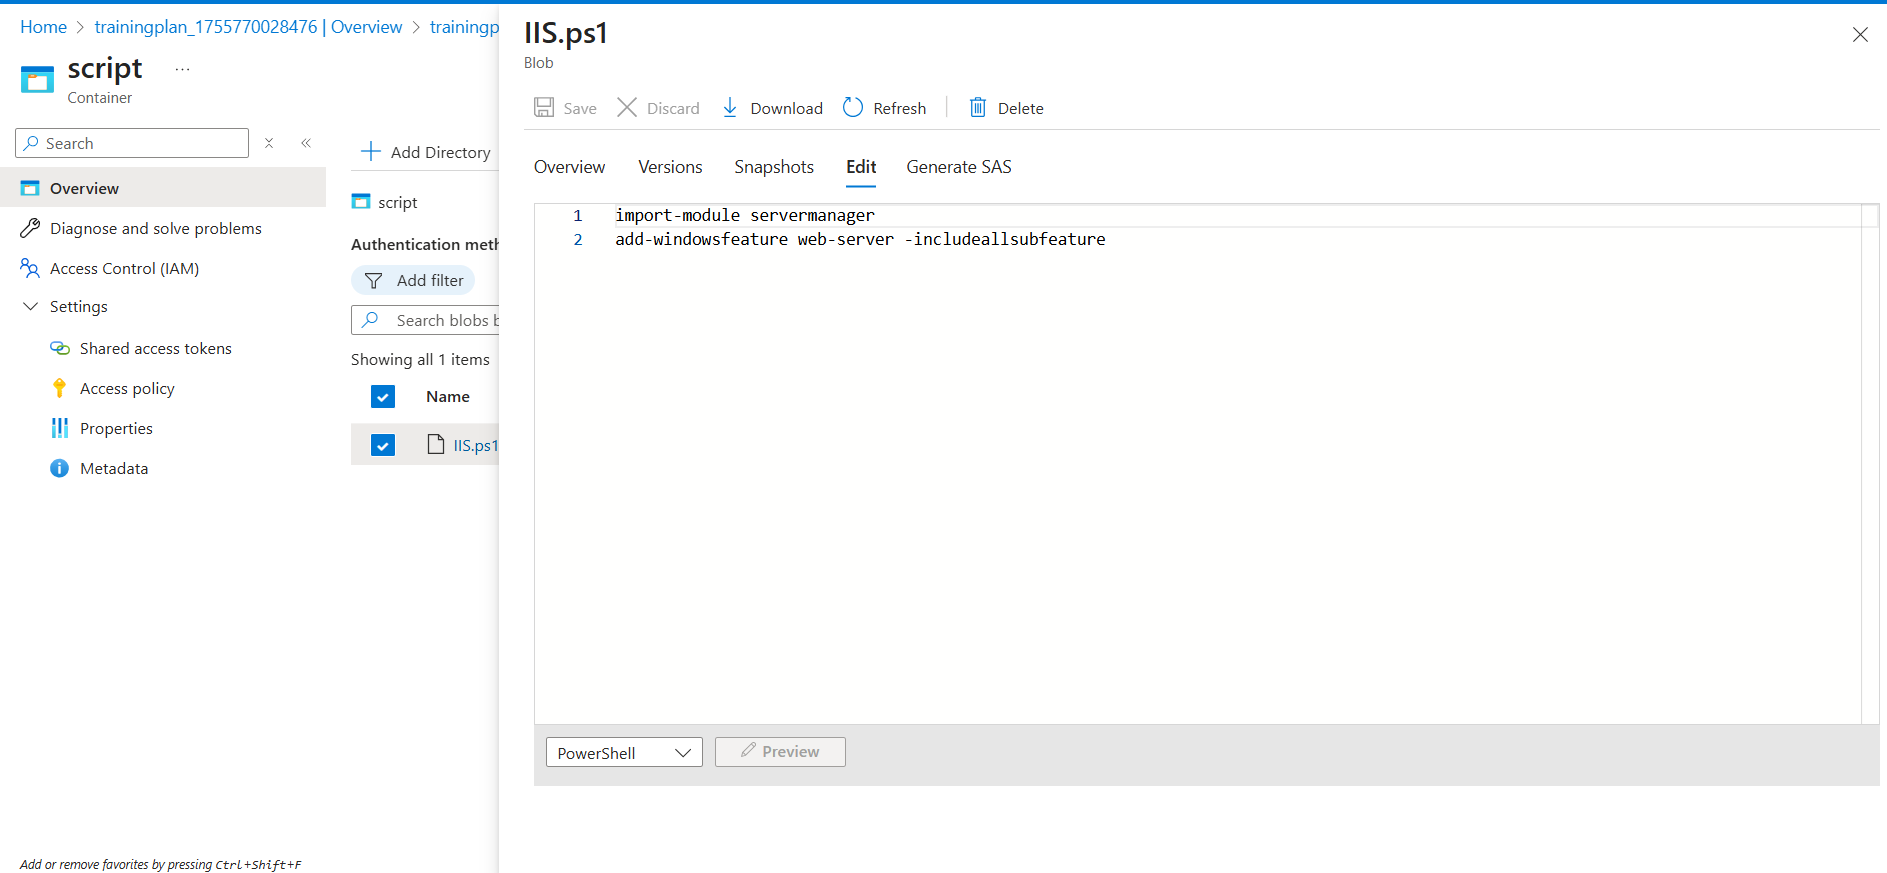 Home > trainingplan_1755770028476 | Overview > trainingp
script ...
Container
Search
Overview
Diagnose and solve problems
Access Control (IAM)
Settings
Shared access tokens
Access policy
Properties
Metadata
Add or remove favorites by pressing Ctrl+Shift+F
Add Directory
script
Authentication meth
Add filter
Search blobs b
Showing all 1 items
Name
IIS.ps1
IIS.ps1
Blob
Save Discard Download Refresh Delete
Overview Versions Snapshots Edit Generate SAS
1 import-module servermanager
2 add-windowsfeature web-server -includeallsubfeature
PowerShell Preview